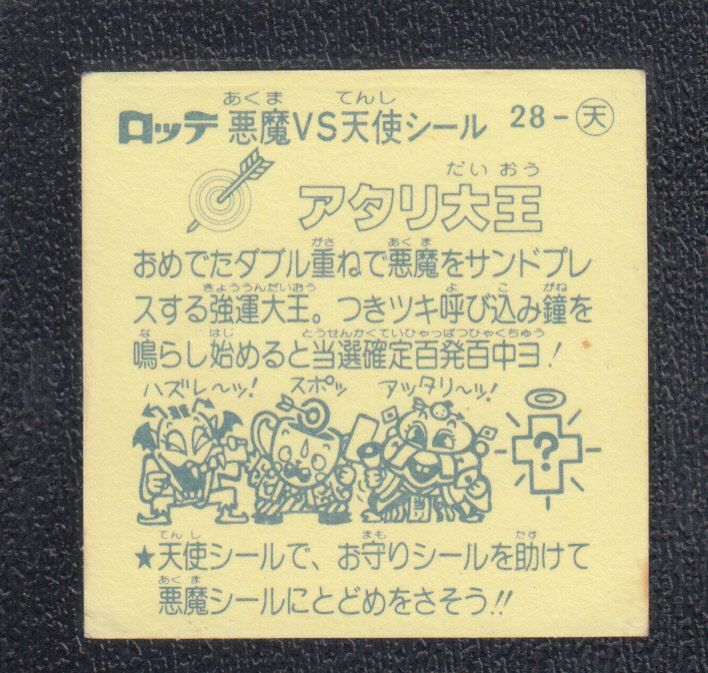 ロッテ 悪魔VS天使シール 28-天
あくま てんし
だいおう
アタリ大王
がさ あくま
おめでたダブル重ねで悪魔をサンドプレ
きょううんだいおう よ こ がね
スする強運大王。つきツキ呼び込み鐘を
な はじ とうせんかくていひゃっぱつひゃくちゅう
鳴らし始めると当選確定百発百中ヨ!
ハズレ〜ッ! スポッ アッタリ〜ッ!
?
てんし まも たす
★天使シールで、お守りシールを助けて
あくま
悪魔シールにとどめをさそう!!